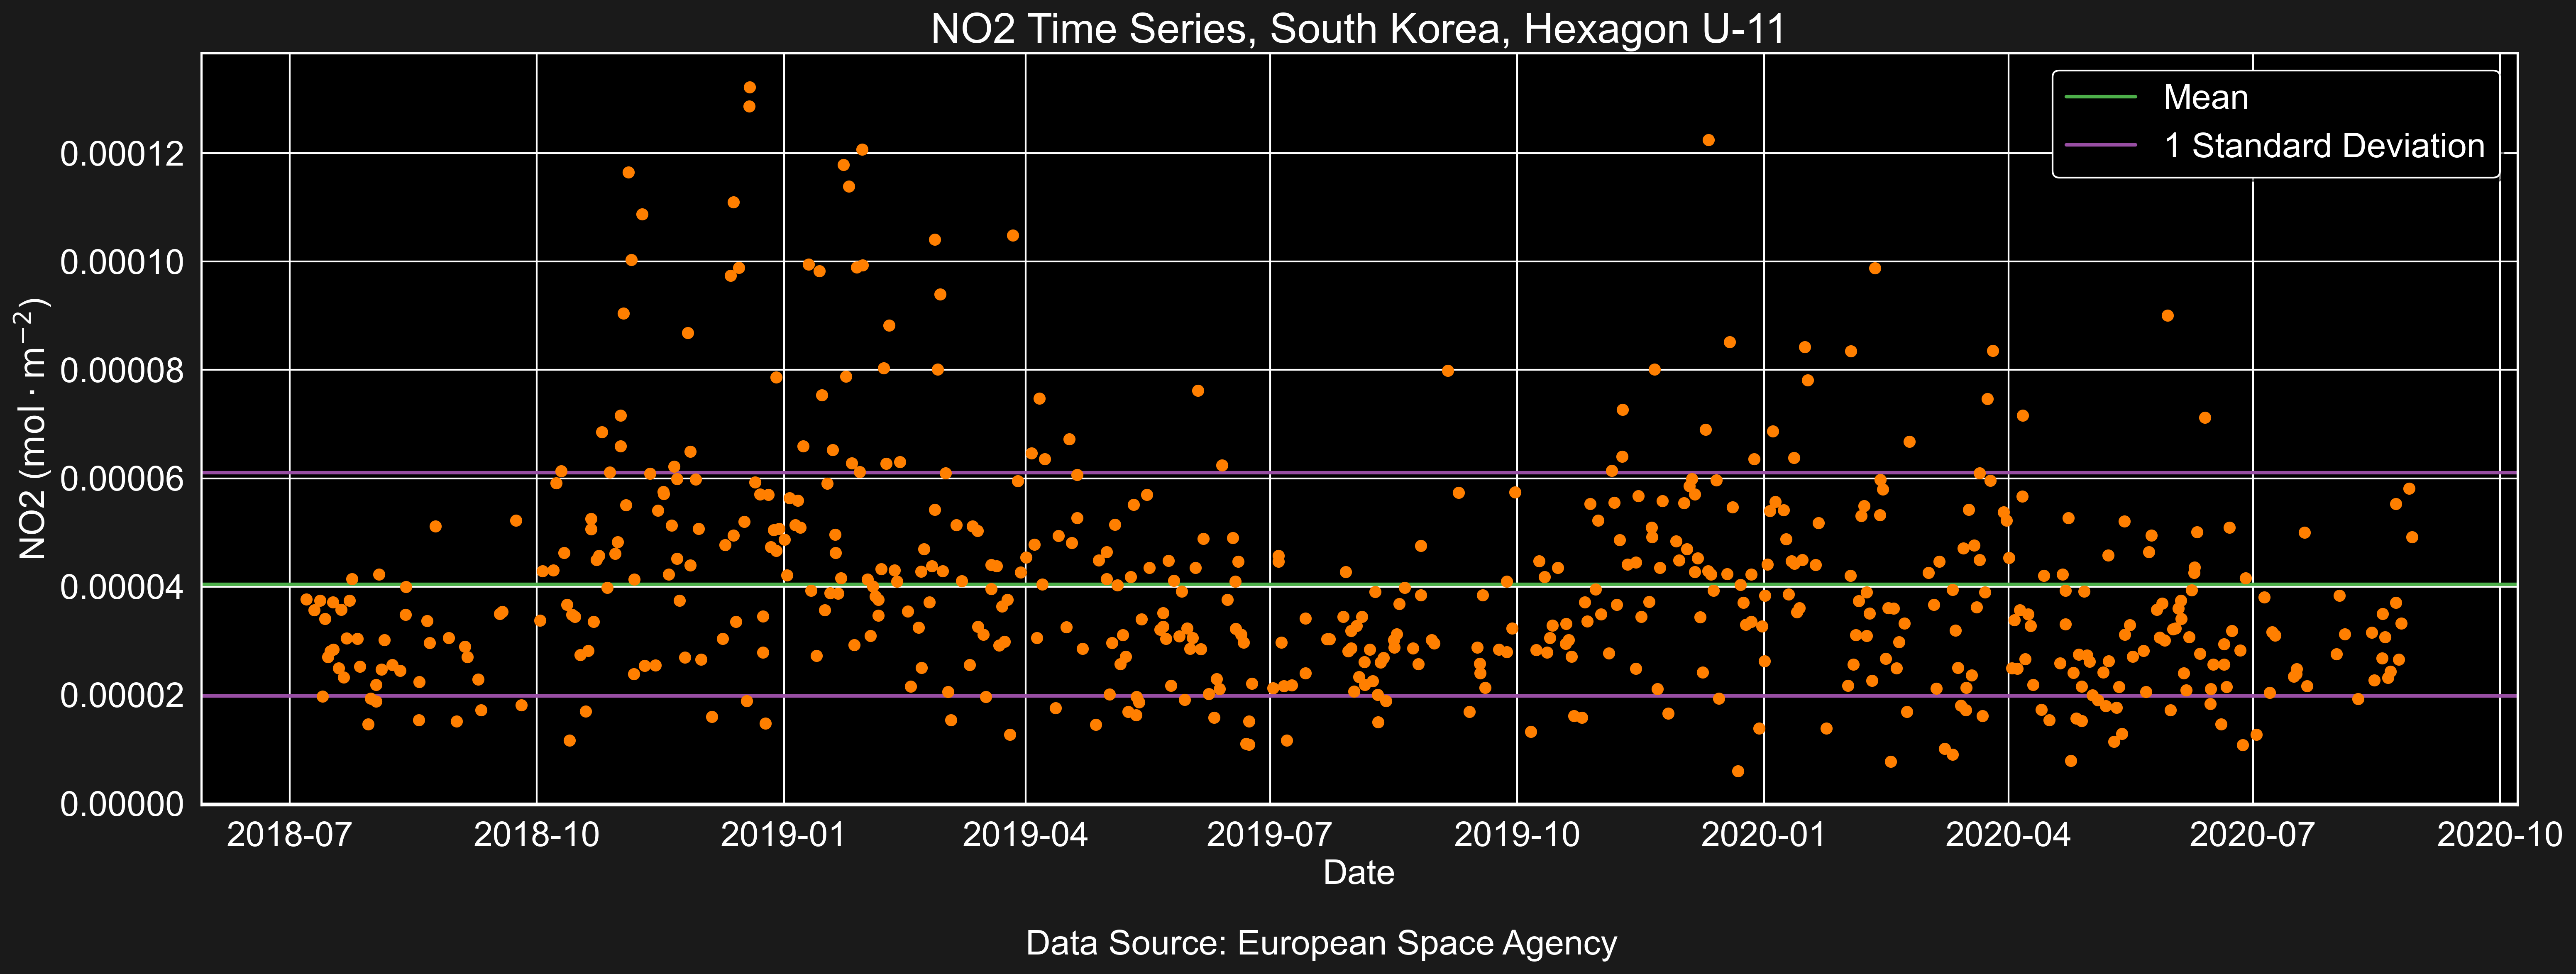 NO2 Time Series, South Korea, Hexagon U-11
Mean
1 Standard Deviation
NO2 (mol · m⁻²)
0.00012
0.00010
0.00008
0.00006
0.00004
0.00002
0.00000
2018-07 2018-10 2019-01 2019-04 2019-07 2019-10 2020-01 2020-04 2020-07 2020-10
Date
Data Source: European Space Agency